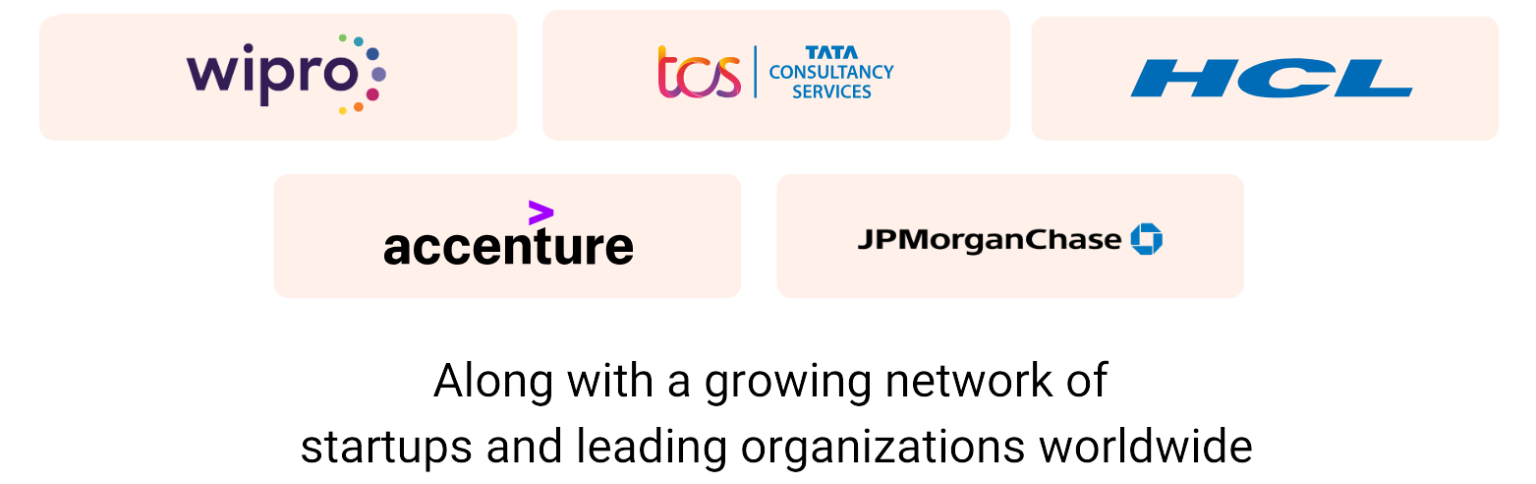 wipro
tcs
TATA
CONSULTANCY
SERVICES
HCL
accenture
JPMorganChase
Along with a growing network of
startups and leading organizations worldwide